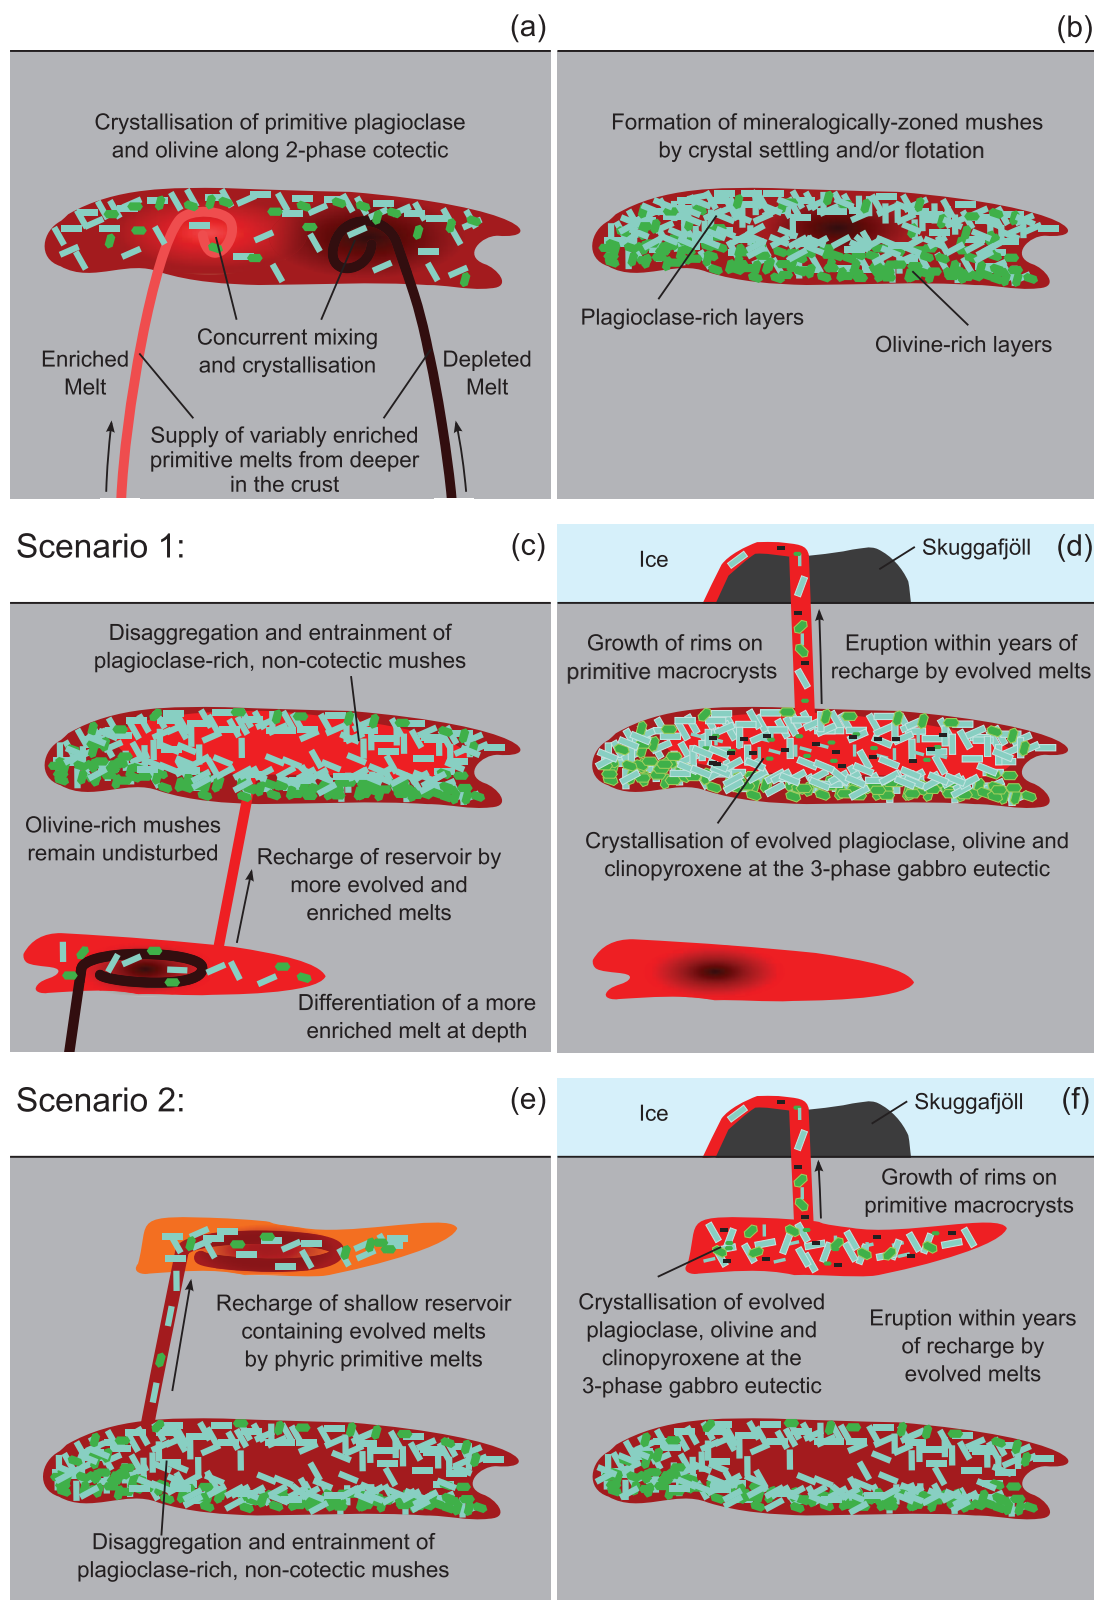 (a)
Crystallisation of primitive plagioclase
and olivine along 2-phase cotectic
Concurrent mixing
and crystallisation
Enriched
Melt
Depleted
Melt
Supply of variably enriched
primitive melts from deeper
in the crust
(b)
Formation of mineralogically-zoned mushes
by crystal settling and/or flotation
Plagioclase-rich layers
Olivine-rich layers
Scenario 1:
(c)
Disaggregation and entrainment of
plagioclase-rich, non-cotectic mushes
Olivine-rich mushes
remain undisturbed
Recharge of reservoir by
more evolved and
enriched melts
Differentiation of a more
enriched melt at depth
(d)
Ice
Skuggafjöll
Growth of rims on
primitive macrocrysts
Eruption within years of
recharge by evolved melts
Crystallisation of evolved plagioclase, olivine and
clinopyroxene at the 3-phase gabbro eutectic
Scenario 2:
(e)
Recharge of shallow reservoir
containing evolved melts
by phyric primitive melts
Disaggregation and entrainment of
plagioclase-rich, non-cotectic mushes
(f)
Ice
Skuggafjöll
Growth of rims on
primitive macrocrysts
Crystallisation of evolved
plagioclase, olivine and
clinopyroxene at the
3-phase gabbro eutectic
Eruption within years
of recharge by
evolved melts